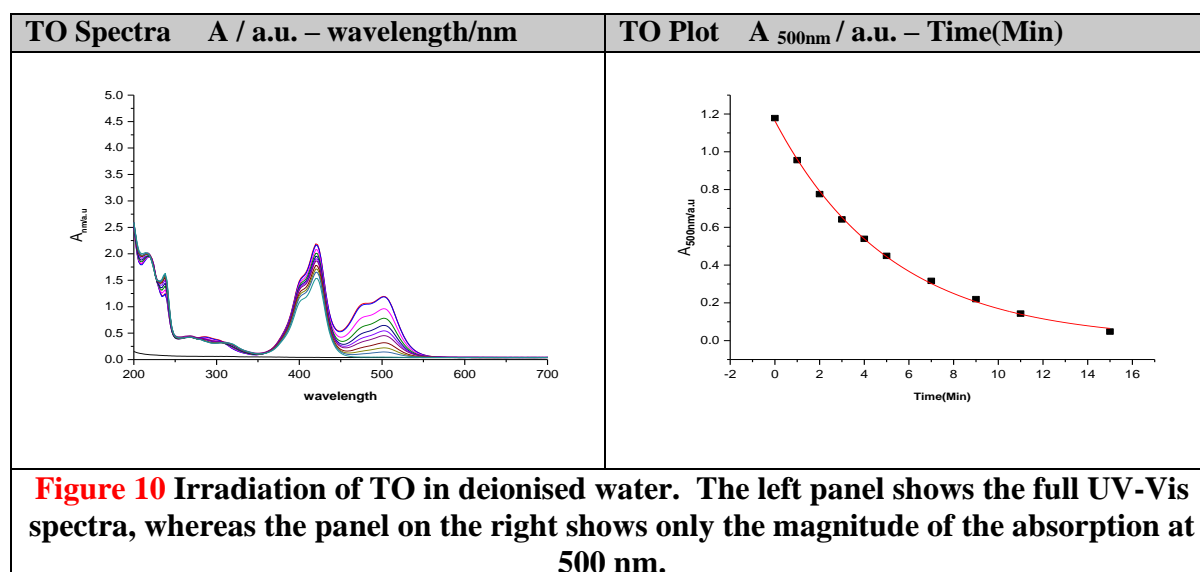 TO Spectra A / a.u. – wavelength/nm
TO Plot A 500nm / a.u. – Time(Min)
5.0
4.5
4.0
3.5
3.0
2.5
2.0
1.5
1.0
0.5
0.0
A nm/a.u
200 300 400 500 600 700
wavelength
1.2
1.0
0.8
0.6
0.4
0.2
0.0
A500nm/a.u
-2 0 2 4 6 8 10 12 14 16
Time(Min)
Figure 10 Irradiation of TO in deionised water. The left panel shows the full UV-Vis
spectra, whereas the panel on the right shows only the magnitude of the absorption at
500 nm.